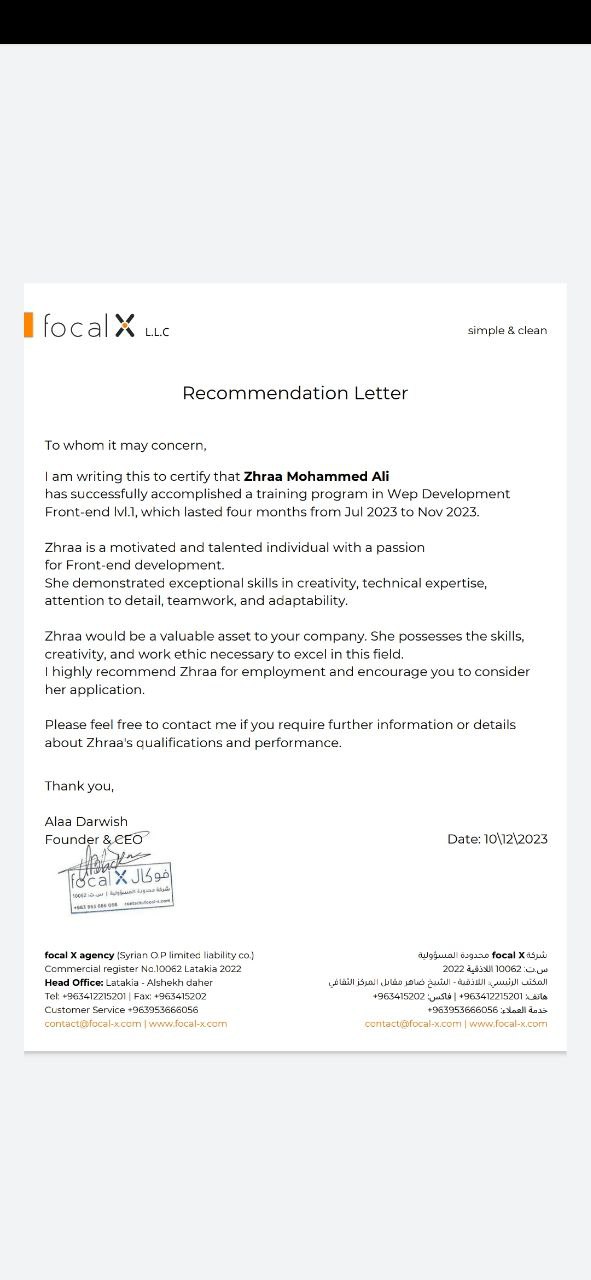 focal X L.L.C
simple & clean
Recommendation Letter
To whom it may concern,
I am writing this to certify that Zhraa Mohammed Ali
has successfully accomplished a training program in Wep Development
Front-end lvl.1, which lasted four months from Jul 2023 to Nov 2023.
Zhraa is a motivated and talented individual with a passion
for Front-end development.
She demonstrated exceptional skills in creativity, technical expertise,
attention to detail, teamwork, and adaptability.
Zhraa would be a valuable asset to your company. She possesses the skills,
creativity, and work ethic necessary to excel in this field.
I highly recommend Zhraa for employment and encourage you to consider
her application.
Please feel free to contact me if you require further information or details
about Zhraa's qualifications and performance.
Thank you,
Alaa Darwish
Founder & CEO
Date: 10\12\2023
focal X فوكال
شركة محدودة المسؤولية | س.ت 10062
+963 953 666 056 contact@focal-x.com
focal X agency (Syrian O.P limited liability co.)
Commercial register No.10062 Latakia 2022
Head Office: Latakia - Alshekh daher
Tel: +963412215201 | Fax: +963415202
Customer Service +963953666056
contact@focal-x.com | www.focal-x.com
شركة focal X محدودة المسؤولية
س.ت: 10062 اللاذقية 2022
المكتب الرئيسي: اللاذقية - الشيخ ضاهر مقابل المركز الثقافي
هاتف: 963412215201+ | فاكس: 963415202+
خدمة العملاء: 963953666056+
contact@focal-x.com | www.focal-x.com